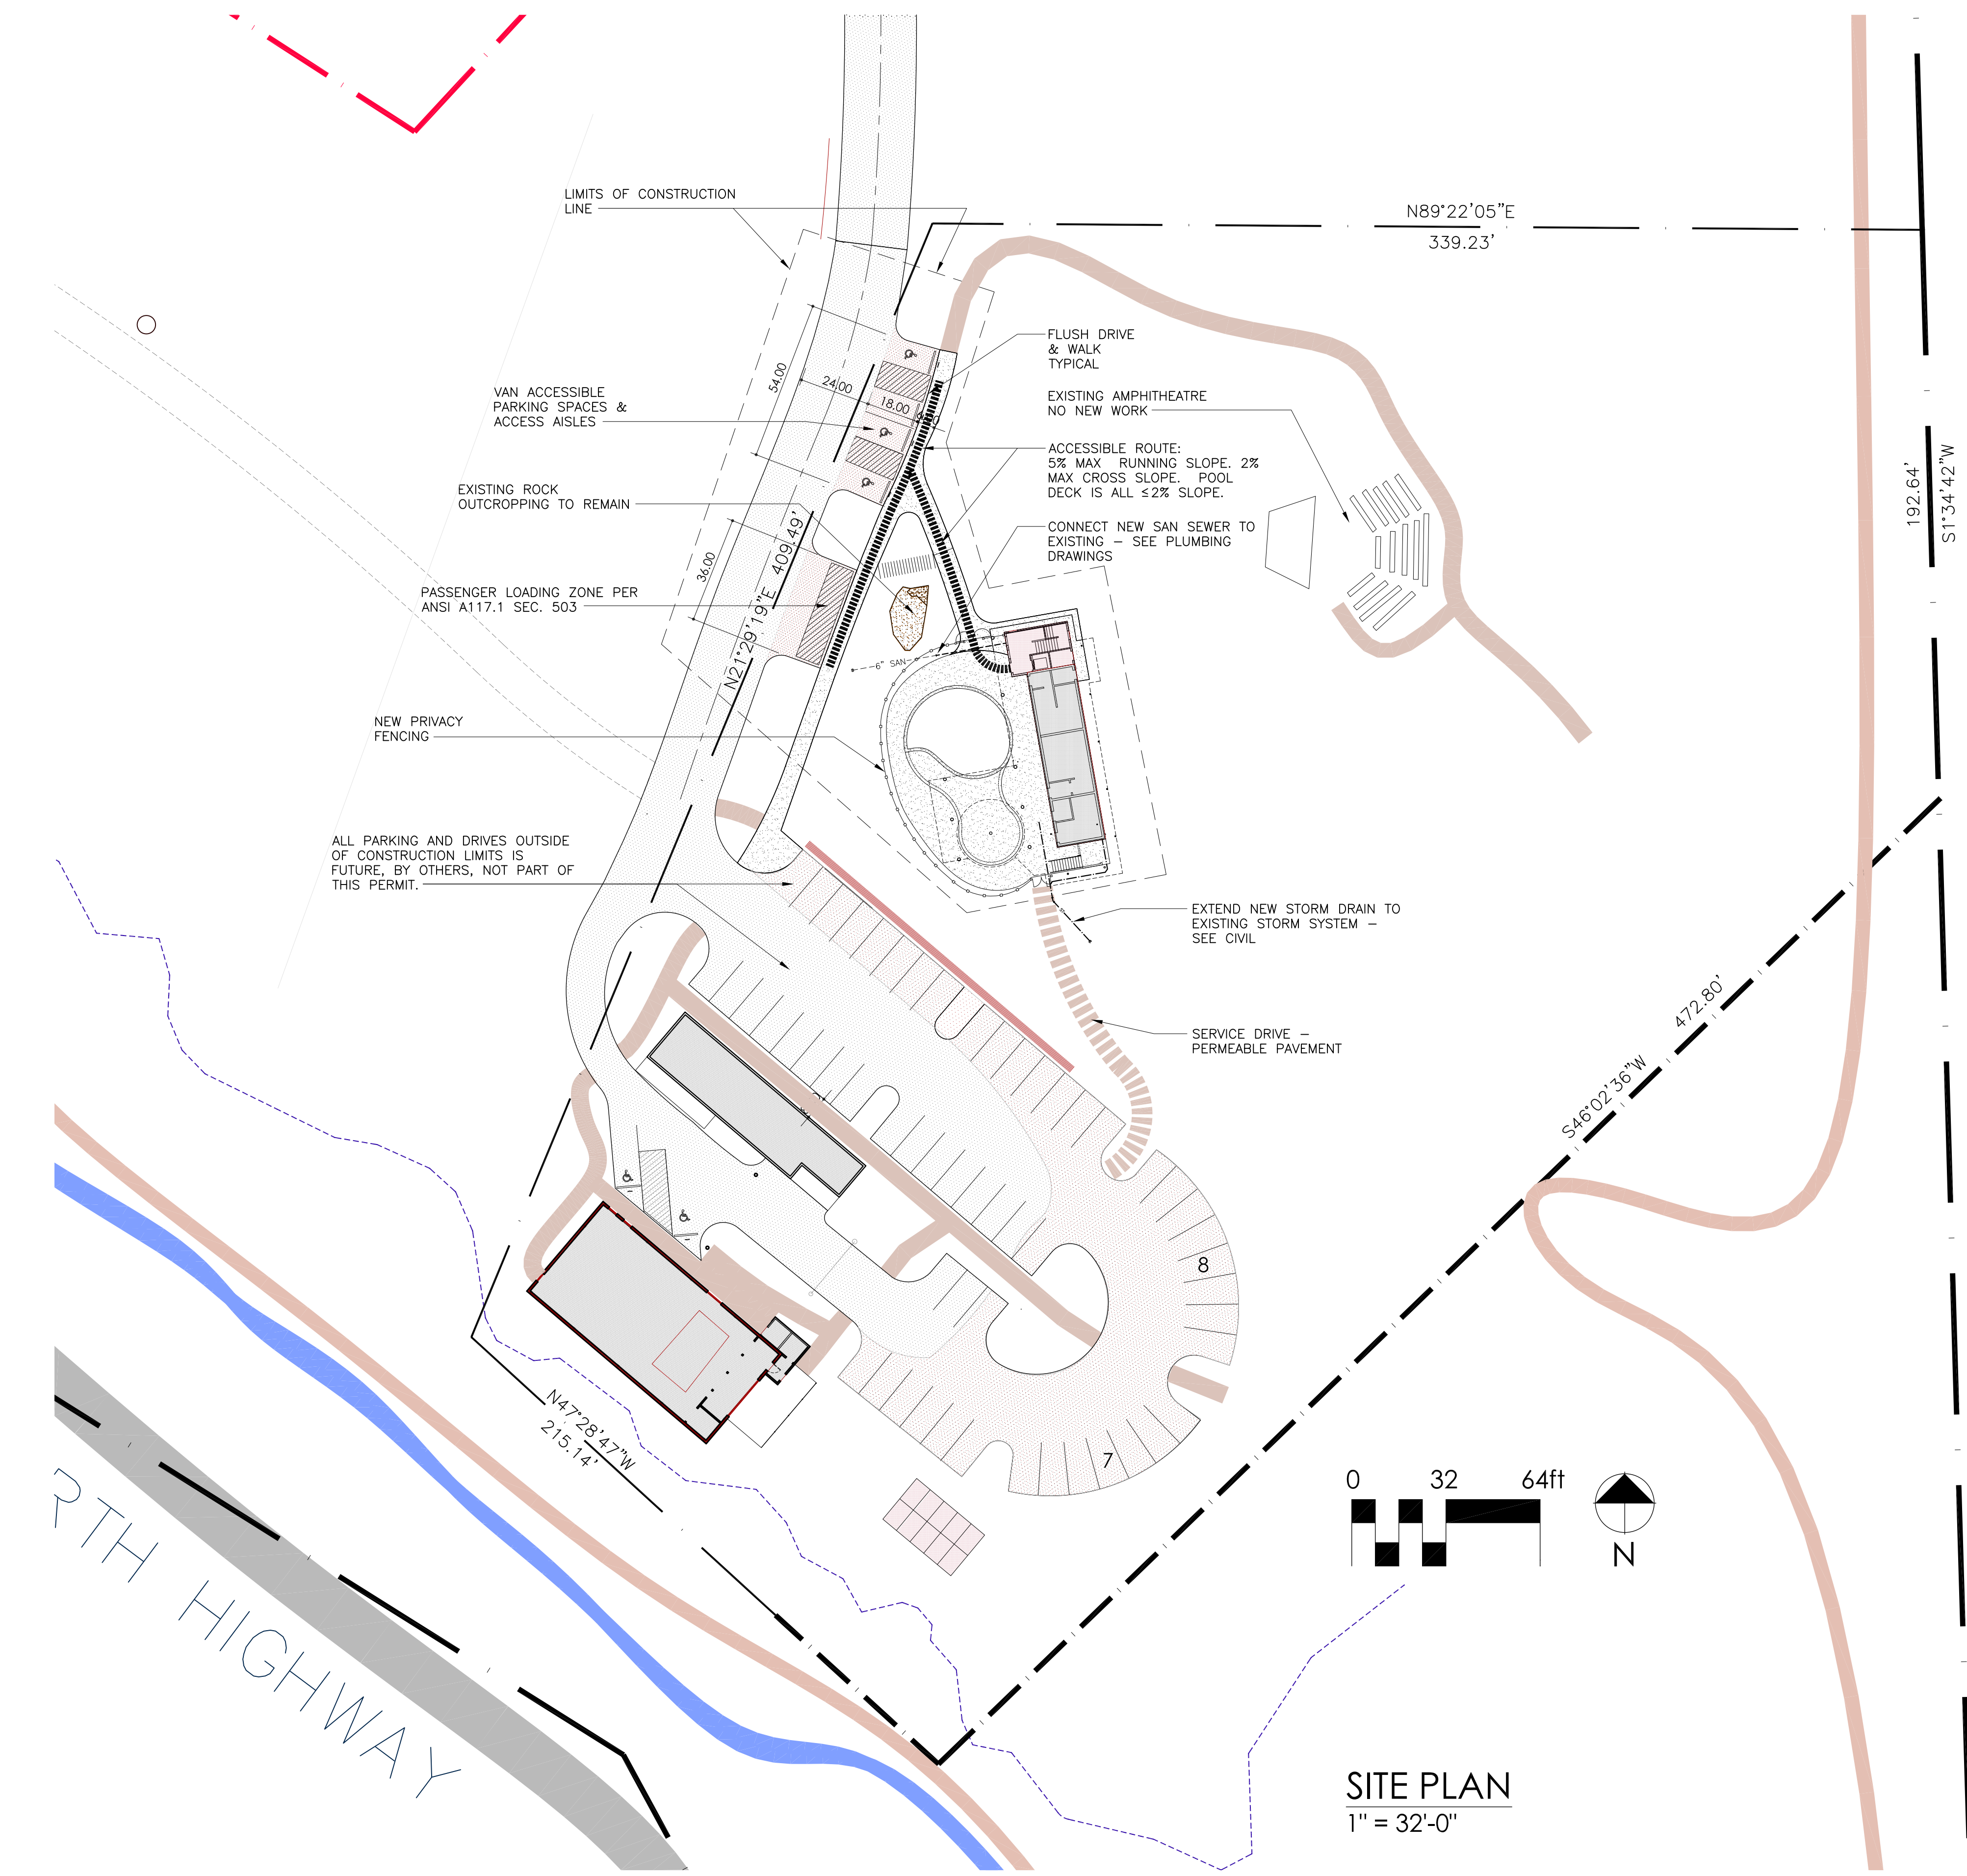 LIMITS OF CONSTRUCTION
LINE
N89°22'05"E
339.23'
FLUSH DRIVE
& WALK
TYPICAL
54.00
24.00
18.00
VAN ACCESSIBLE
PARKING SPACES &
ACCESS AISLES
EXISTING AMPHITHEATRE
NO NEW WORK
ACCESSIBLE ROUTE:
5% MAX RUNNING SLOPE. 2%
MAX CROSS SLOPE. POOL
DECK IS ALL ≤2% SLOPE.
192.64'
S1°34'42"W
EXISTING ROCK
OUTCROPPING TO REMAIN
CONNECT NEW SAN SEWER TO
EXISTING – SEE PLUMBING
DRAWINGS
36.00
N21°29'19"E 409.49'
PASSENGER LOADING ZONE PER
ANSI A117.1 SEC. 503
6" SAN
NEW PRIVACY
FENCING
ALL PARKING AND DRIVES OUTSIDE
OF CONSTRUCTION LIMITS IS
FUTURE, BY OTHERS, NOT PART OF
THIS PERMIT.
EXTEND NEW STORM DRAIN TO
EXISTING STORM SYSTEM –
SEE CIVIL
SERVICE DRIVE –
PERMEABLE PAVEMENT
472.80'
S46°02'36"W
8
7
N47°28'47"W
215.14'
0 32 64ft
N
RTH HIGHWAY
SITE PLAN
1" = 32'-0"